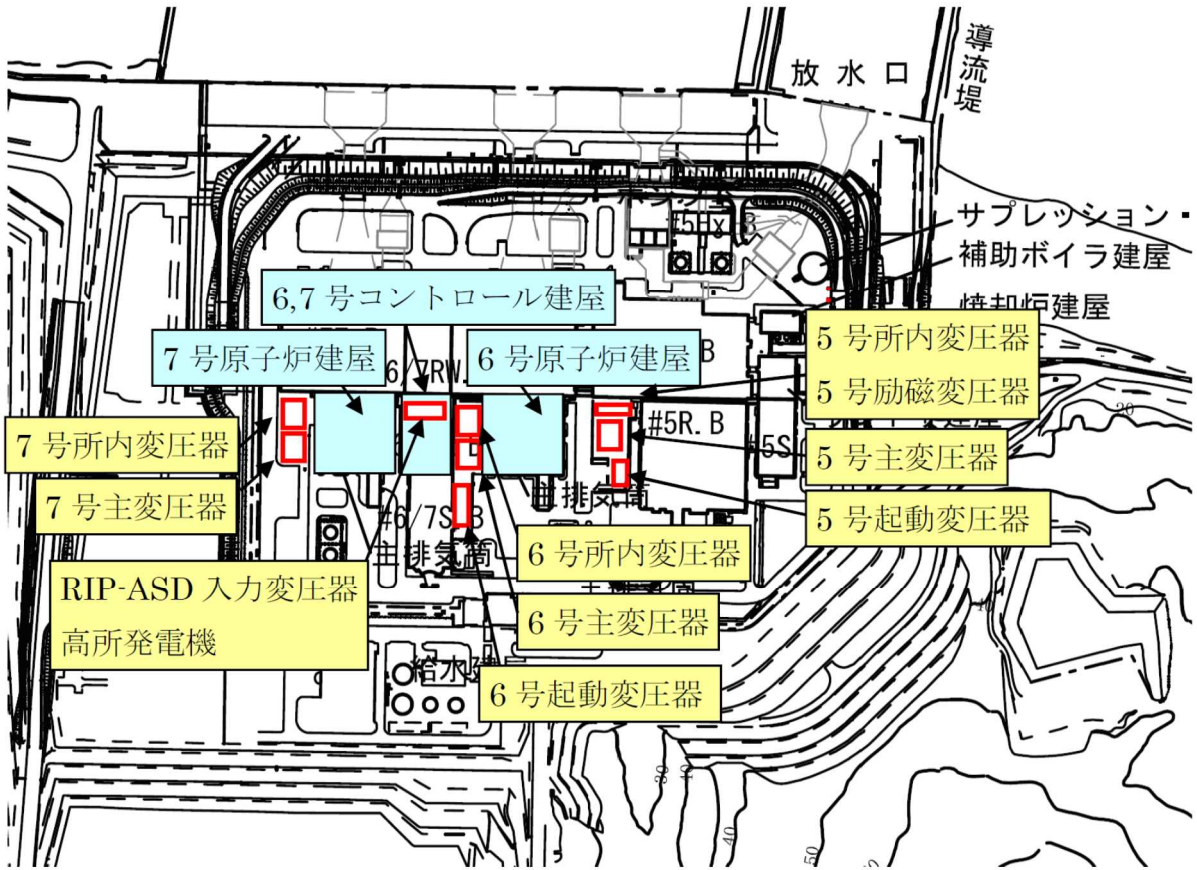 導流堤
放水口
サプレッション・
補助ボイラ建屋
焼却炉建屋
6,7 号コントロール建屋
7 号原子炉建屋
6 号原子炉建屋
5 号所内変圧器
5 号励磁変圧器
5 号主変圧器
5 号起動変圧器
#5R.B
#5S
6/7RW.
7 号所内変圧器
7 号主変圧器
#6/7S.B
主排気筒
主排気筒
RIP-ASD 入力変圧器
高所発電機
6 号所内変圧器
6 号主変圧器
6 号起動変圧器
給水建
20
30
40
40
50